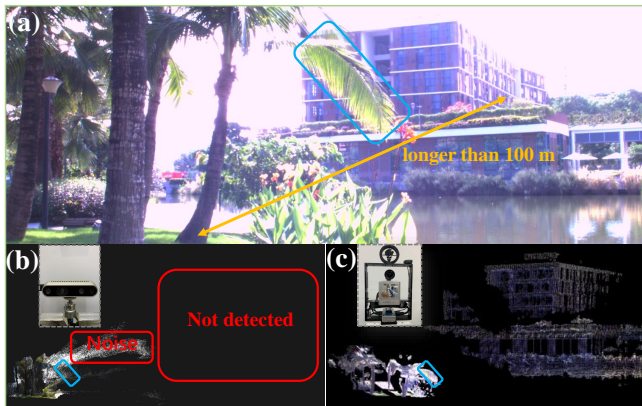 (a)
longer than 100 m
(b)
Not detected
Noise
(c)